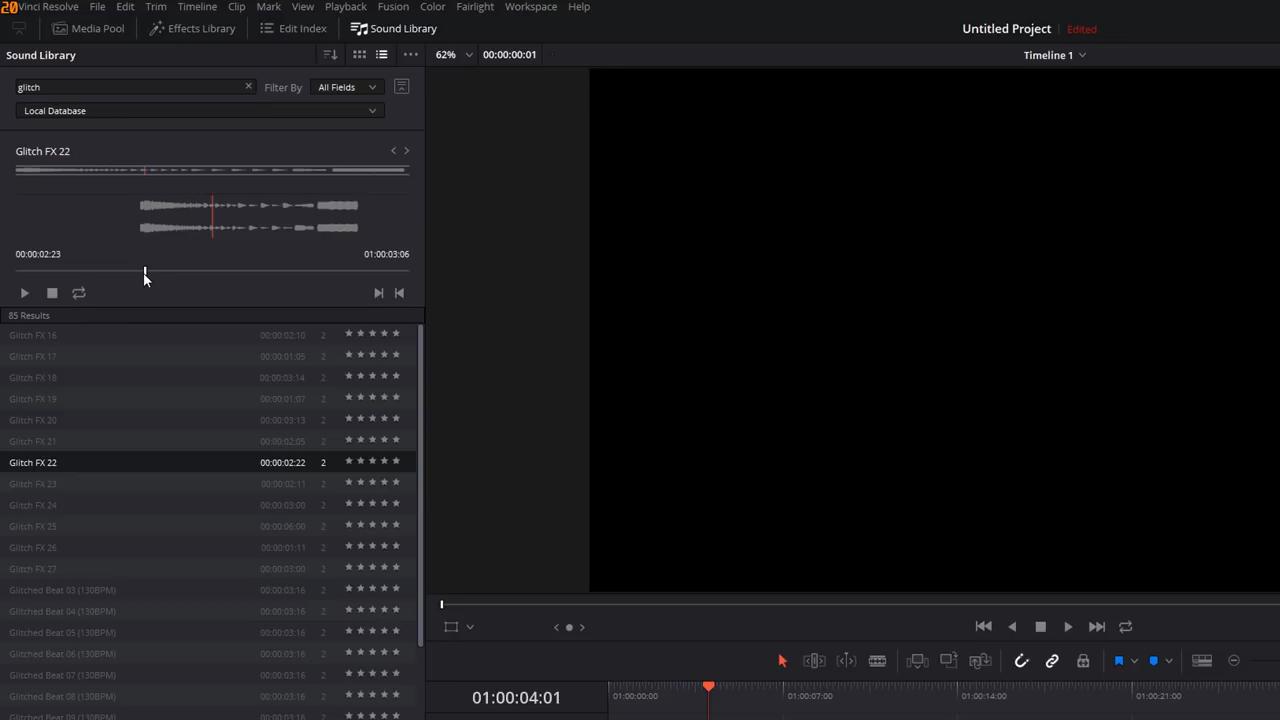 20
Vinci Resolve File Edit Trim Timeline Clip Mark View Playback Fusion Color Fairlight Workspace Help
Media Pool Effects Library Edit Index Sound Library Untitled Project Edited
Sound Library 62% 00:00:00:01 Timeline 1
glitch Filter By All Fields
Local Database
Glitch FX 22
00:00:02:23 01:00:03:06
85 Results
Glitch FX 16 00:00:02:10 2
Glitch FX 17 00:00:01:05 2
Glitch FX 18 00:00:03:14 2
Glitch FX 19 00:00:01:07 2
Glitch FX 20 00:00:03:13 2
Glitch FX 21 00:00:02:05 2
Glitch FX 22 00:00:02:22 2
Glitch FX 23 00:00:02:11 2
Glitch FX 24 00:00:03:00 2
Glitch FX 25 00:00:06:00 2
Glitch FX 26 00:00:01:11 2
Glitch FX 27 00:00:03:00 2
Glitched Beat 03 (130BPM) 00:00:03:16 2
Glitched Beat 04 (130BPM) 00:00:03:16 2
Glitched Beat 05 (130BPM) 00:00:03:16 2
Glitched Beat 06 (130BPM) 00:00:03:16 2
Glitched Beat 07 (130BPM) 00:00:03:16 2
Glitched Beat 08 (130BPM) 00:00:03:16 2
Glitched Beat 09 (130BPM) 00:00:03:16 2
01:00:04:01 01:00:00:00 01:00:07:00 01:00:14:00 01:00:21:00